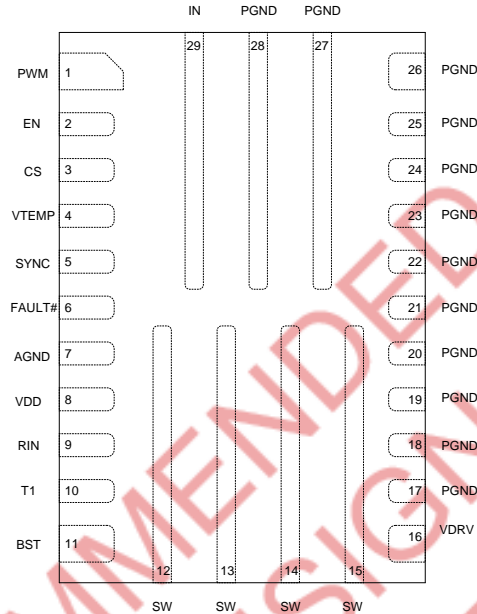 IN PGND PGND
29 28 27
PWM 1 26 PGND
EN 2 25 PGND
CS 3 24 PGND
VTEMP 4 23 PGND
SYNC 5 22 PGND
FAULT# 6 21 PGND
AGND 7 20 PGND
VDD 8 19 PGND
RIN 9 18 PGND
T1 10 17 PGND
BST 11 16 VDRV
12 13 14 15
SW SW SW SW